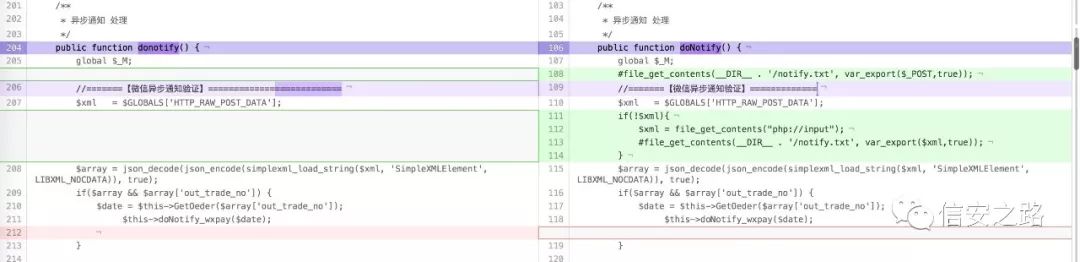 201 /**
202 * 异步通知 处理
203 */
204 public function donotify() { ¬
205 global $_M;
206 //=======【微信异步通知验证】==========================
207 $xml = $GLOBALS['HTTP_RAW_POST_DATA'];
208 $array = json_decode(json_encode(simplexml_load_string($xml, 'SimpleXMLElement',
LIBXML_NOCDATA)), true);
209 if($array && $array['out_trade_no']) {
210 $date = $this->GetOeder($array['out_trade_no']);
211 $this->doNotify_wxpay($date);
212 ¬
213 }
214
103 /**
104 * 异步通知 处理
105 */
106 public function doNotify() { ¬
107 global $_M;
108 #file_get_contents(__DIR__ . '/notify.txt', var_export($_POST,true)); ¬
109 //=======【微信异步通知验证】=============
110 $xml = $GLOBALS['HTTP_RAW_POST_DATA'];
111 if(!$xml){ ¬
112 $xml = file_get_contents("php://input"); ¬
113 #file_get_contents(__DIR__ . '/notify.txt', var_export($xml,true)); ¬
114 } ¬
115 $array = json_decode(json_encode(simplexml_load_string($xml, 'SimpleXMLElement',
LIBXML_NOCDATA)), true);
116 if($array && $array['out_trade_no']) {
117 $date = $this->GetOeder($array['out_trade_no']);
118 $this->doNotify_wxpay($date);
119 }
120
信安之路